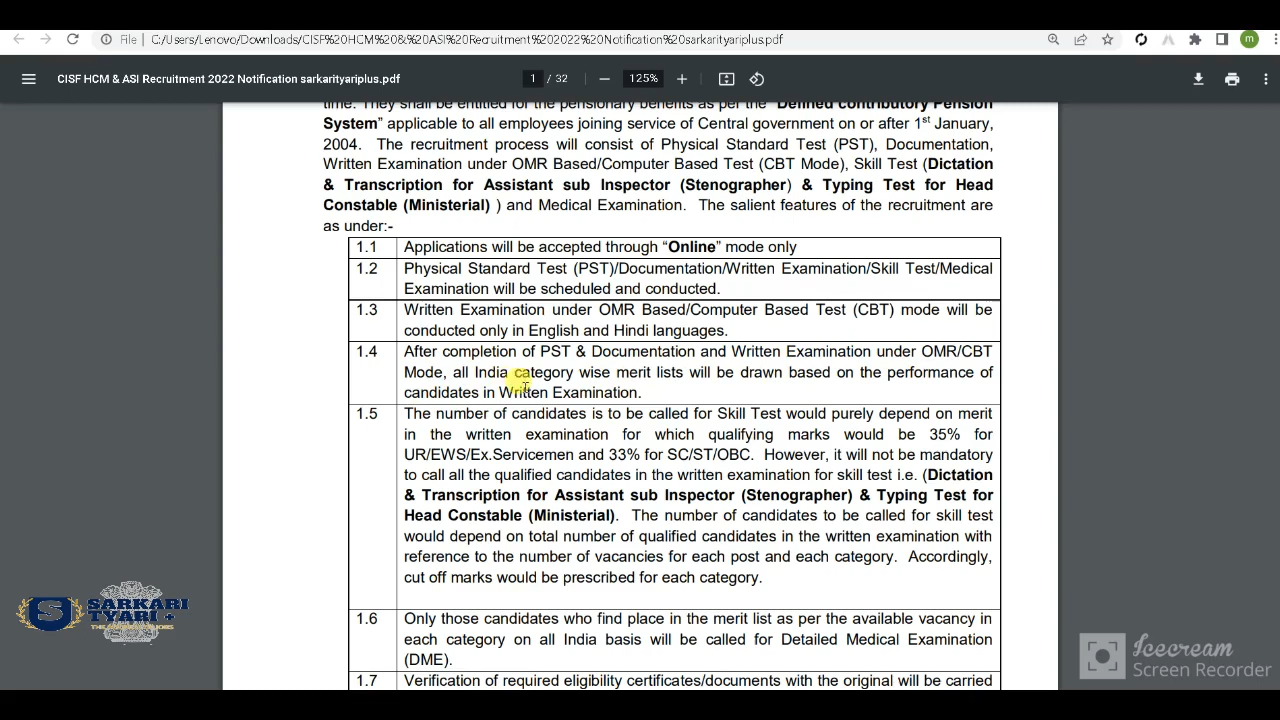 File | C:/Users/Lenovo/Downloads/CISF%20HCM%20&%20ASI%20Recruitment%202022%20Notification%20sarkarityariplus.pdf
m
CISF HCM & ASI Recruitment 2022 Notification sarkarityariplus.pdf
1 / 32
— 125% +
time. They shall be entitled for the pensionary benefits as per the "Defined Contributory Pension
System" applicable to all employees joining service of Central government on or after 1st January,
2004. The recruitment process will consist of Physical Standard Test (PST), Documentation,
Written Examination under OMR Based/Computer Based Test (CBT Mode), Skill Test (Dictation
& Transcription for Assistant sub Inspector (Stenographer) & Typing Test for Head
Constable (Ministerial) ) and Medical Examination. The salient features of the recruitment are
as under:-
1.1 Applications will be accepted through “Online” mode only
1.2 Physical Standard Test (PST)/Documentation/Written Examination/Skill Test/Medical
Examination will be scheduled and conducted.
1.3 Written Examination under OMR Based/Computer Based Test (CBT) mode will be
conducted only in English and Hindi languages.
1.4 After completion of PST & Documentation and Written Examination under OMR/CBT
Mode, all India category wise merit lists will be drawn based on the performance of
candidates in Written Examination.
1.5 The number of candidates is to be called for Skill Test would purely depend on merit
in the written examination for which qualifying marks would be 35% for
UR/EWS/Ex.Servicemen and 33% for SC/ST/OBC. However, it will not be mandatory
to call all the qualified candidates in the written examination for skill test i.e. (Dictation
& Transcription for Assistant sub Inspector (Stenographer) & Typing Test for
Head Constable (Ministerial). The number of candidates to be called for skill test
would depend on total number of qualified candidates in the written examination with
reference to the number of vacancies for each post and each category. Accordingly,
cut off marks would be prescribed for each category.
1.6 Only those candidates who find place in the merit list as per the available vacancy in
each category on all India basis will be called for Detailed Medical Examination
(DME).
1.7 Verification of required eligibility certificates/documents with the original will be carried
S
SARKARI
TYARI +
Icecream
Screen Recorder